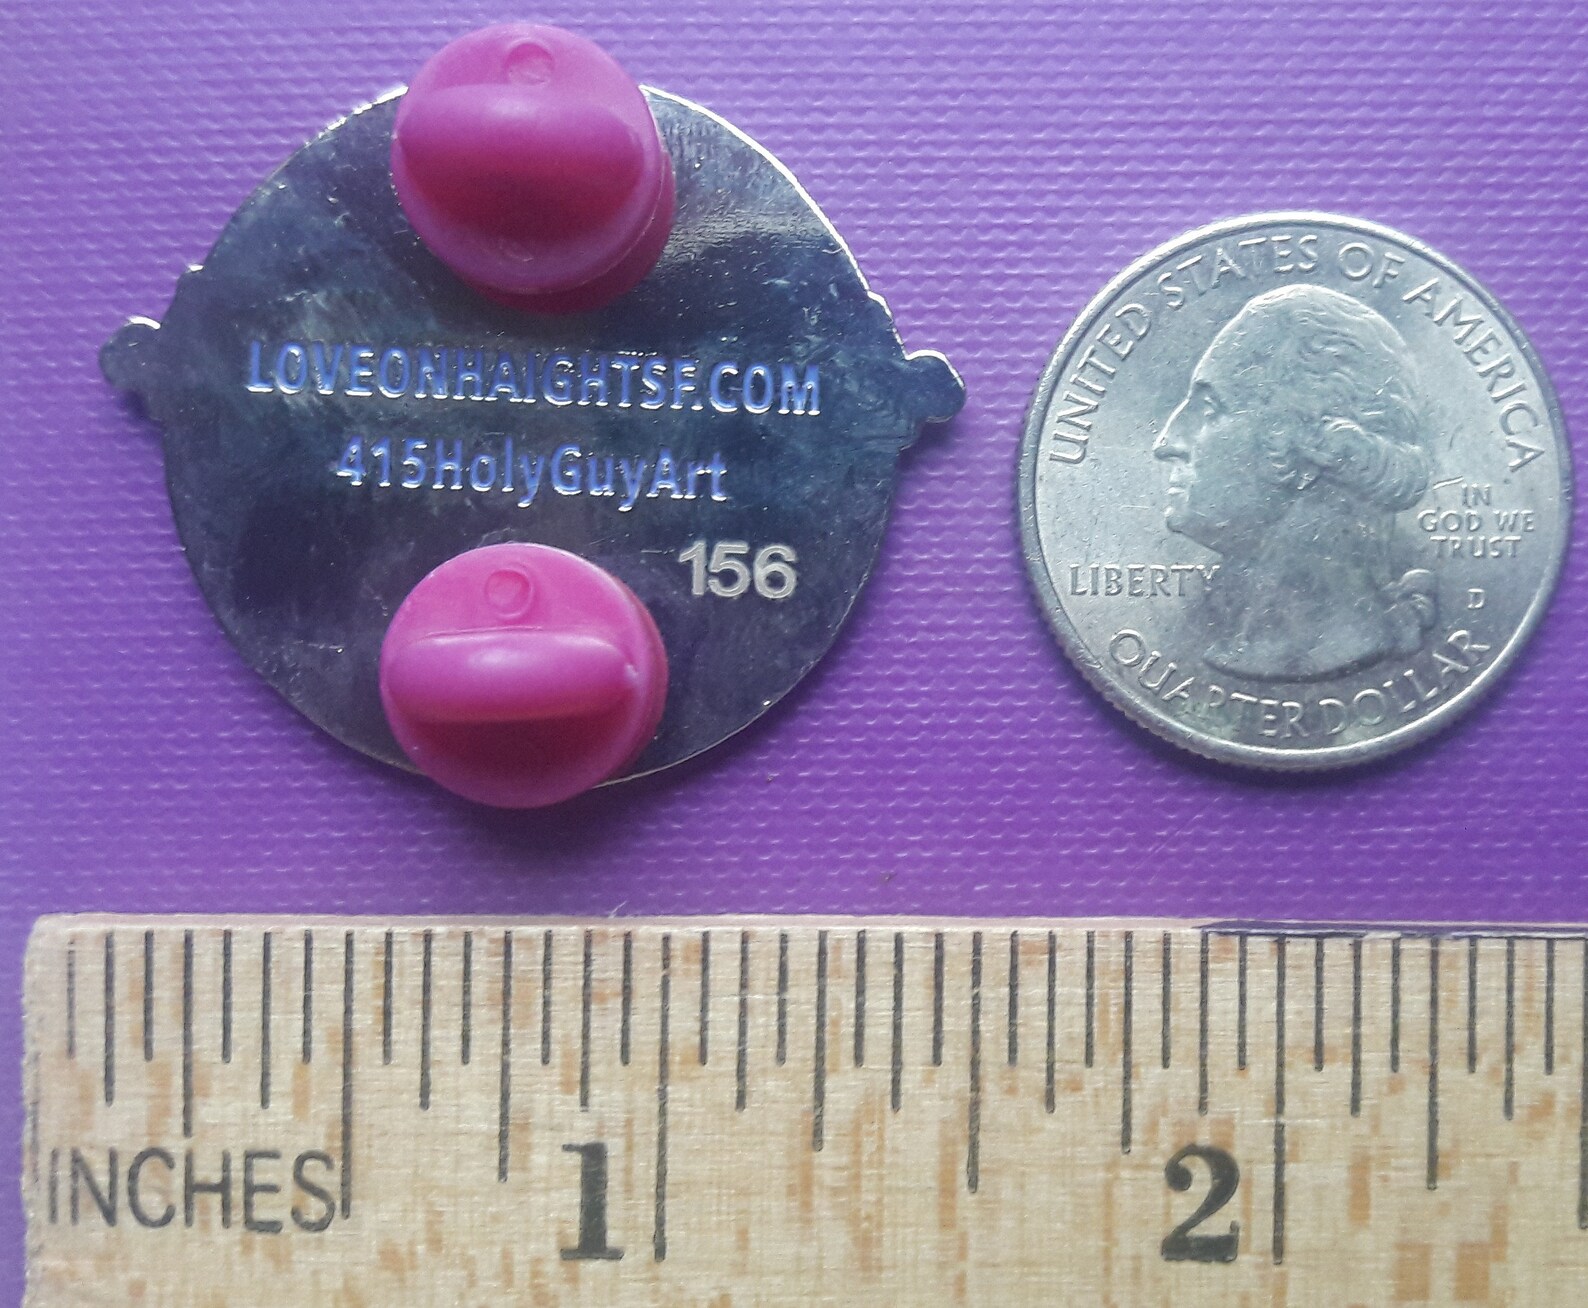 LOVEONHAIGHTSF.COM
415HolyGuyArt
156
UNITED STATES OF AMERICA
IN
GOD WE
TRUST
LIBERTY
D
QUARTER DOLLAR
INCHES
1
2